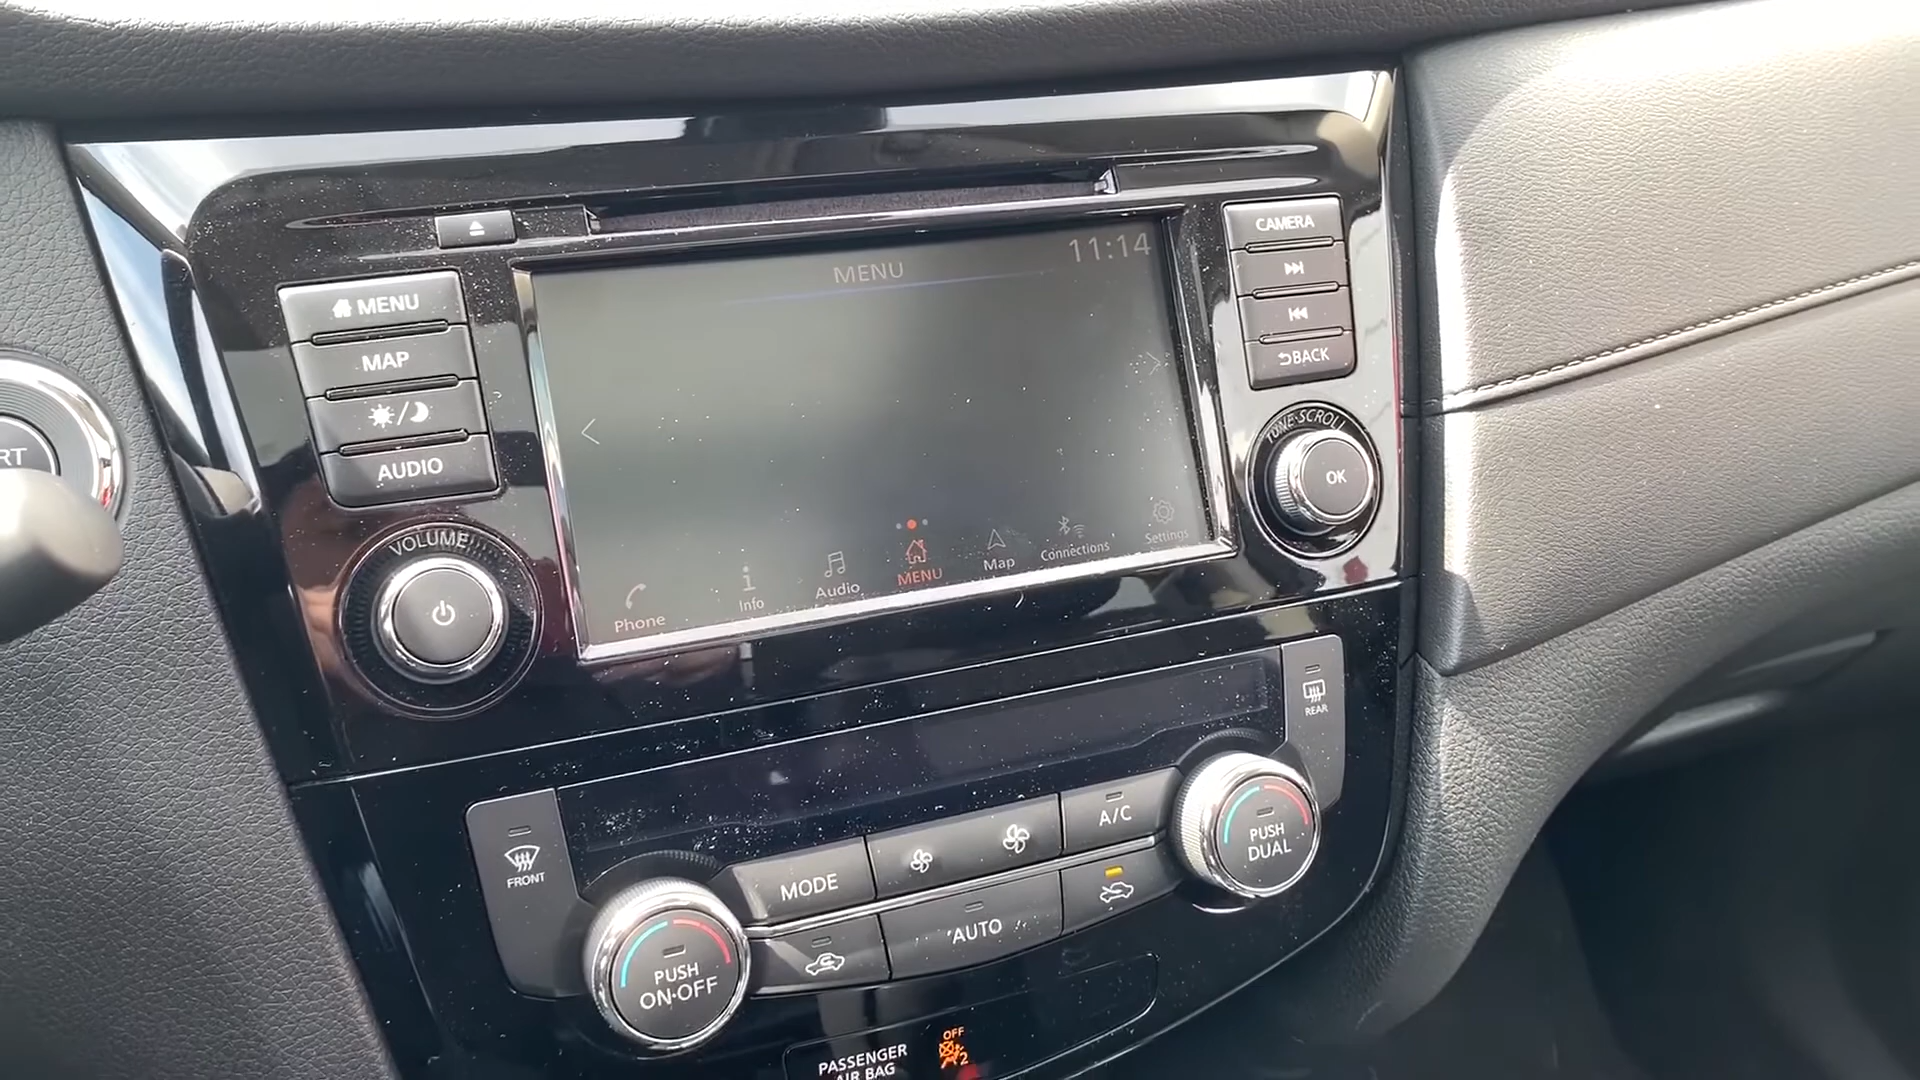 MENU
11:14
CAMERA
MENU
MAP
BACK
AUDIO
TUNE·SCROLL
OK
VOLUME
Phone
Info
Audio
MENU
Map
Connections
Settings
RT
REAR
FRONT
MODE
A/C
PUSH
DUAL
AUTO
PUSH
ON·OFF
PASSENGER
AIR BAG
OFF
2